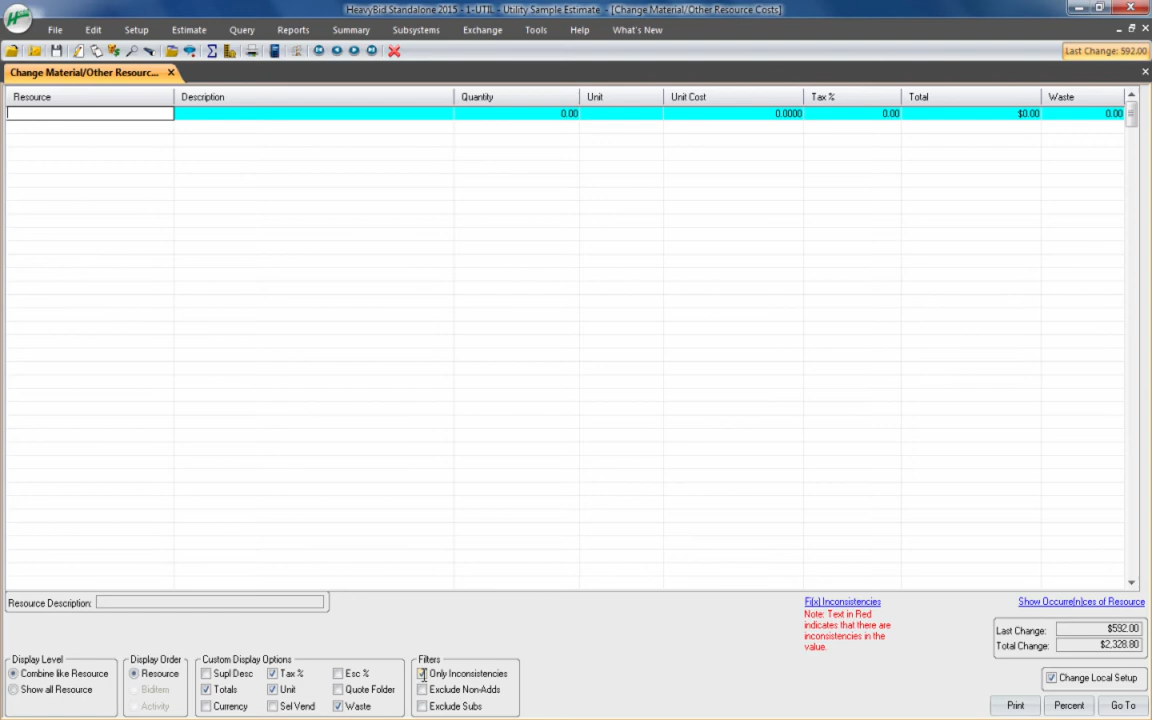 HeavyBid Standalone 2015 - 1-UTIL - Utility Sample Estimate - [Change Material/Other Resource Costs]
File Edit Setup Estimate Query Reports Summary Subsystems Exchange Tools Help What's New
Last Change: 592.00
Change Material/Other Resourc...
Resource Description Quantity Unit Unit Cost Tax % Total Waste
0.00 0.0000 0.00 $0.00 0.00
Resource Description:
Fi(x) Inconsistencies
Note: Text in Red
indicates that there are
inconsistencies in the
value.
Show Occurre(n)ces of Resource
Last Change: $592.00
Total Change: $2,328.80
Display Level
Combine like Resource
Show all Resource
Display Order
Resource
Biditem
Activity
Custom Display Options
Supl Desc Tax % Esc %
Totals Unit Quote Folder
Currency Sel Vend Waste
Filters
Only Inconsistencies
Exclude Non-Adds
Exclude Subs
Change Local Setup
Print Percent Go To